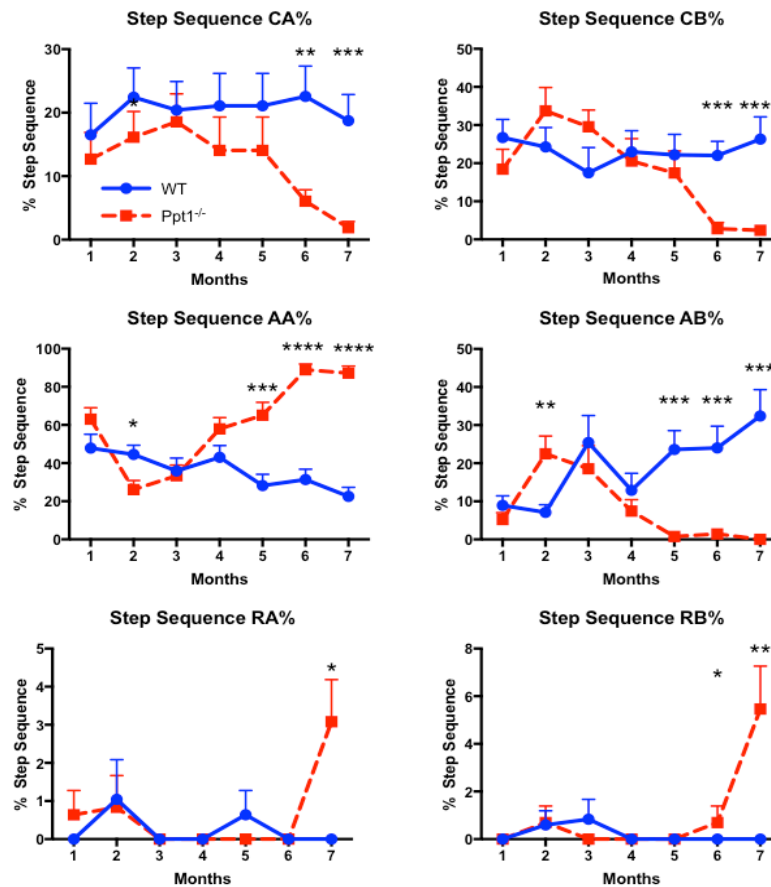 Step Sequence CA%
30
20
10
0
% Step Sequence
*
**
***
WT
Ppt1-/-
1 2 3 4 5 6 7
Months
Step Sequence CB%
50
40
30
20
10
0
% Step Sequence
***
***
1 2 3 4 5 6 7
Months
Step Sequence AA%
100
80
60
40
20
0
% Step Sequence
*
***
****
****
1 2 3 4 5 6 7
Months
Step Sequence AB%
50
40
30
20
10
0
% Step Sequence
**
***
***
***
1 2 3 4 5 6 7
Months
Step Sequence RA%
5
4
3
2
1
0
% Step Sequence
*
1 2 3 4 5 6 7
Months
Step Sequence RB%
8
6
4
2
0
% Step Sequence
*
**
1 2 3 4 5 6 7
Months